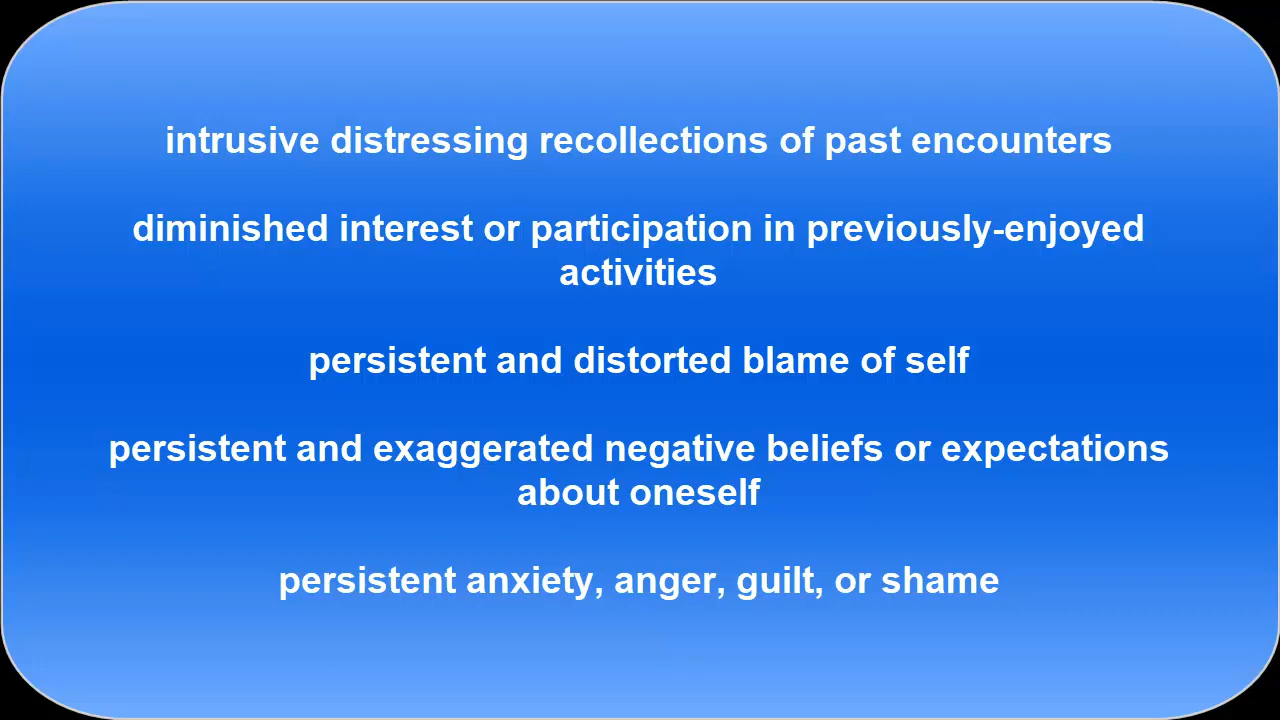 intrusive distressing recollections of past encounters
diminished interest or participation in previously-enjoyed
activities
persistent and distorted blame of self
persistent and exaggerated negative beliefs or expectations
about oneself
persistent anxiety, anger, guilt, or shame